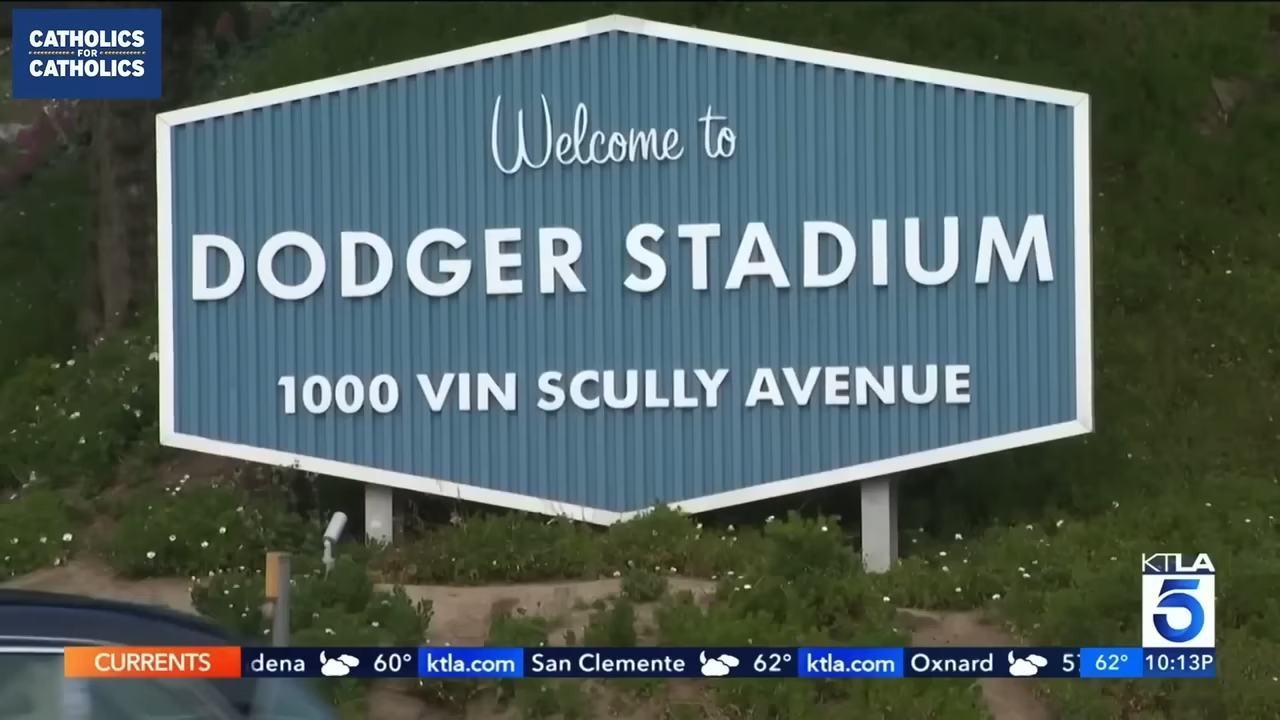 CATHOLICS
FOR
CATHOLICS
Welcome to
DODGER STADIUM
1000 VIN SCULLY AVENUE
KTLA
5
CURRENTS dena 60° ktla.com San Clemente 62° ktla.com Oxnard 5 62° 10:13P